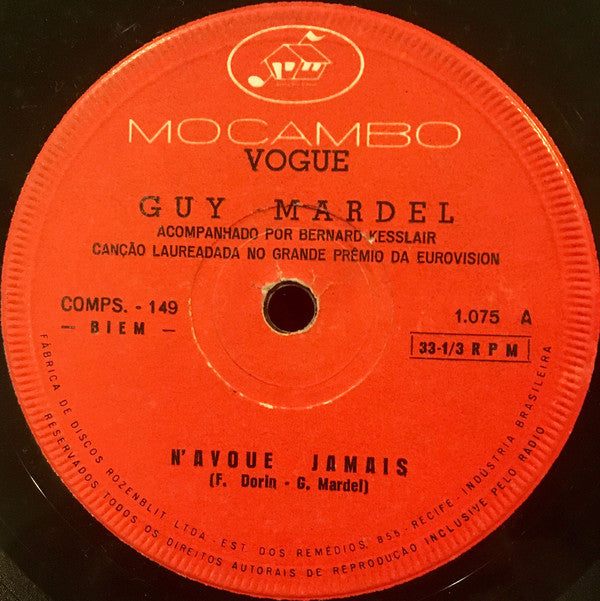 MOCAMBO
VOGUE
GUY MARDEL
ACOMPANHADO POR BERNARD KESSLAIR
CANÇÃO LAUREADADA NO GRANDE PRÊMIO DA EUROVISION
COMPS. - 149
— BIEM —
1.075 A
33-1/3 RPM
N'AVOUE JAMAIS
(F. Dorin - G. Mardel)
FÁBRICA DE DISCOS ROZENBLIT LTDA - EST. DOS REMÉDIOS, 855 - RECIFE - INDÚSTRIA BRASILEIRA
RESERVADOS TODOS OS DIREITOS AUTORAIS DE REPRODUÇÃO INCLUSIVE PELO RÁDIO